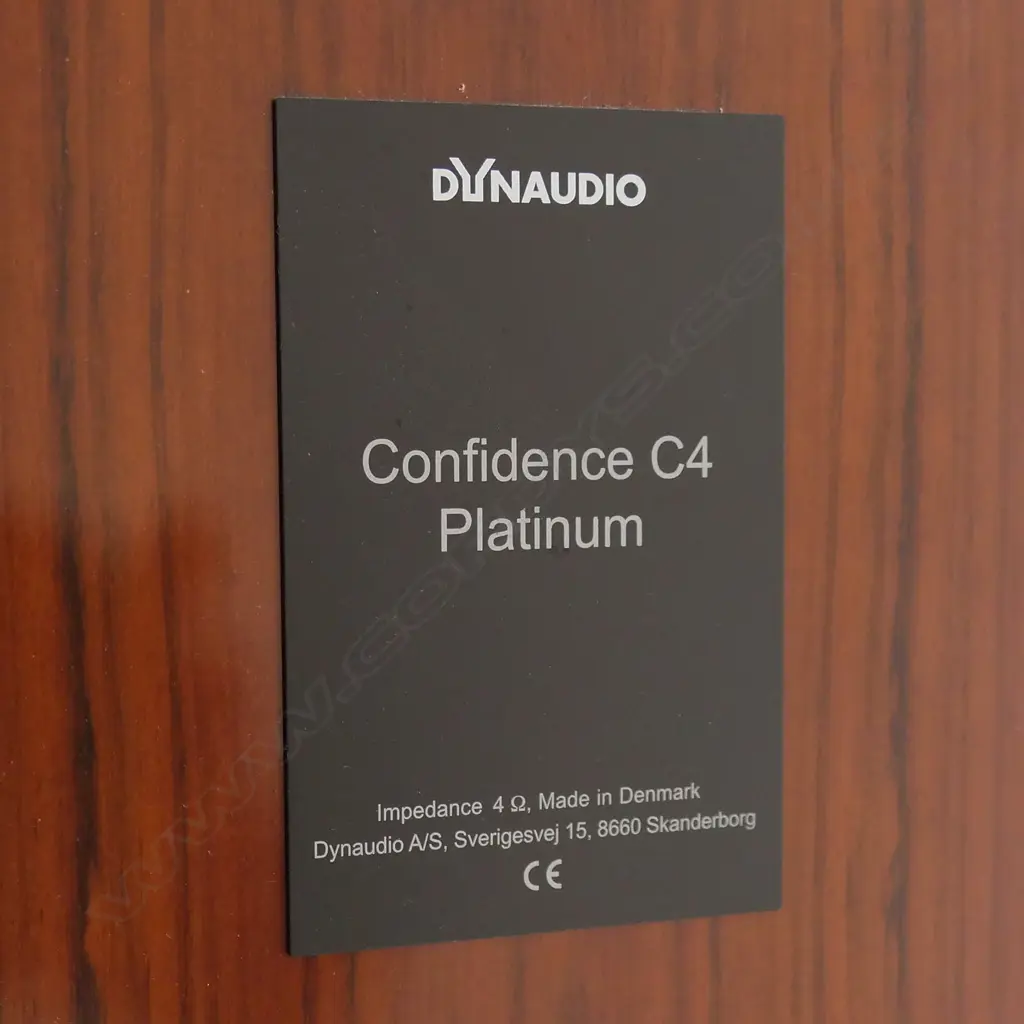 DYNAUDIO
Confidence C4
Platinum
Impedance 4 Ω, Made in Denmark
Dynaudio A/S, Sverigesvej 15, 8660 Skanderborg
CE